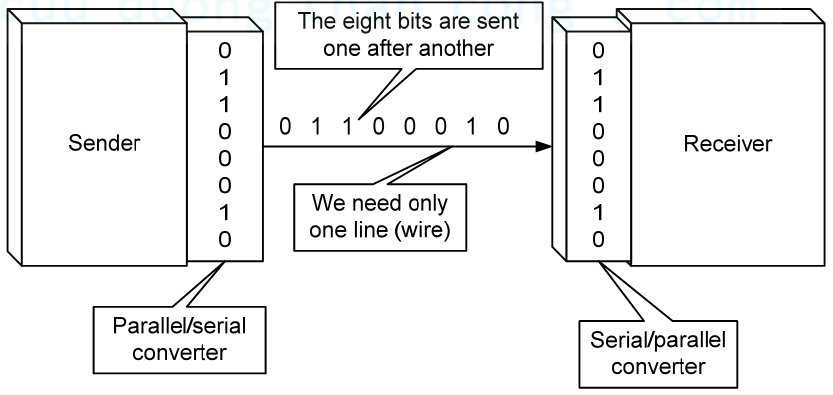 The eight bits are sent
one after another
Sender
0
1
1
0
0
0
1
0
0 1 1 0 0 0 1 0
0
1
1
0
0
0
1
0
Receiver
We need only
one line (wire)
Parallel/serial
converter
Serial/parallel
converter